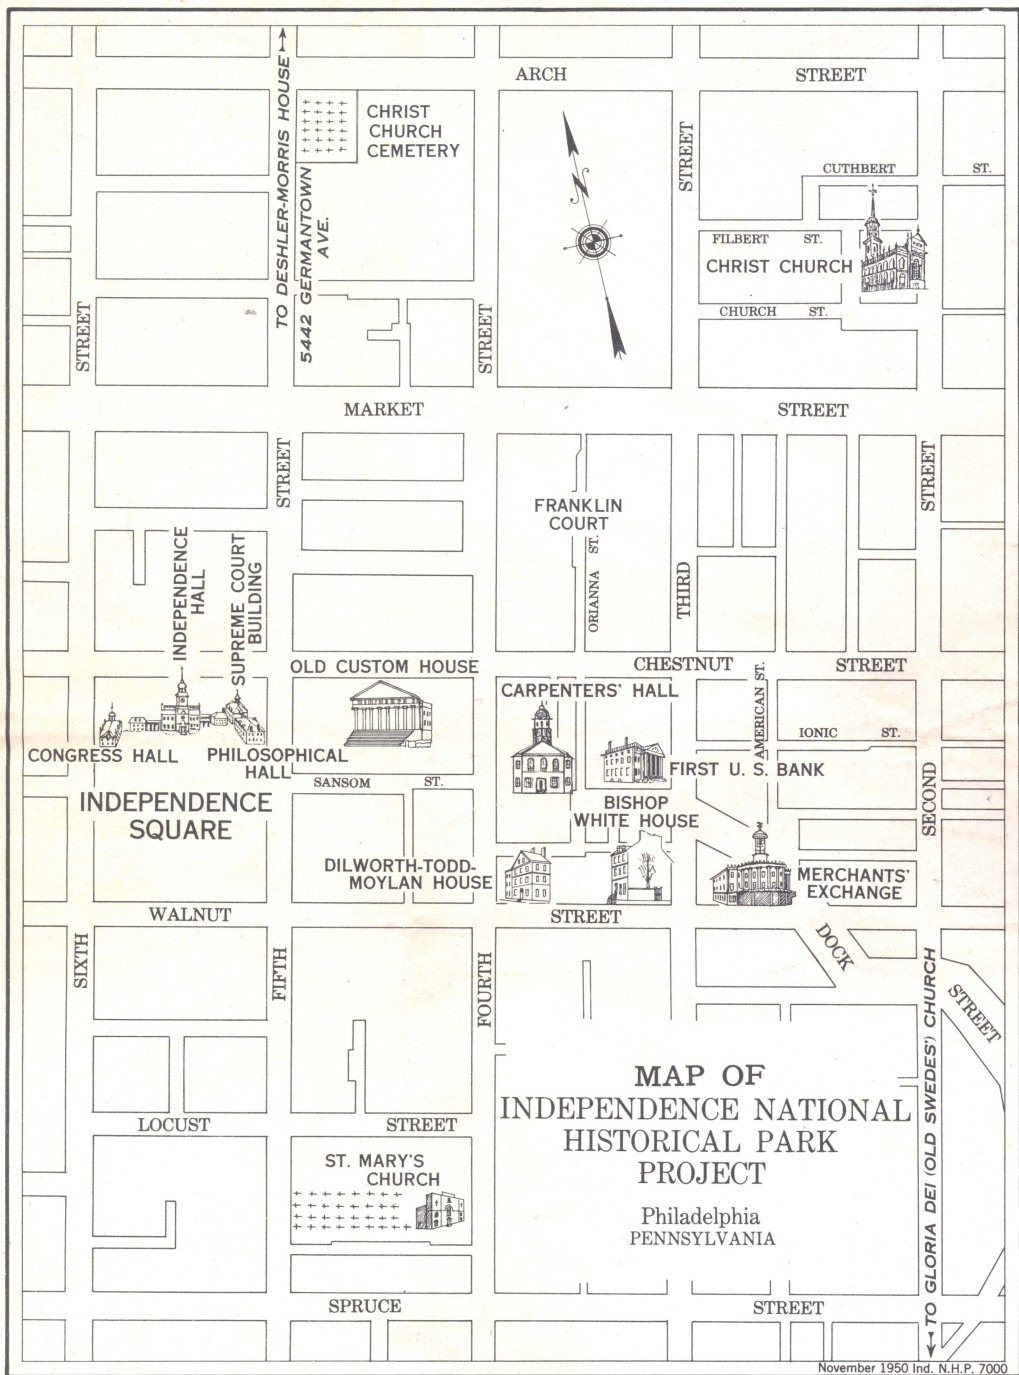 ARCH STREET
TO DESHLER-MORRIS HOUSE
5442 GERMANTOWN
AVE.
CHRIST
CHURCH
CEMETERY
N
STREET
CUTHBERT ST.
FILBERT ST.
CHRIST CHURCH
CHURCH ST.
STREET
STREET
MARKET STREET
STREET
STREET
FRANKLIN
COURT
ORIANNA ST.
THIRD
INDEPENDENCE
HALL
SUPREME COURT
BUILDING
CHESTNUT STREET
OLD CUSTOM HOUSE
CARPENTERS' HALL
AMERICAN ST.
IONIC ST.
CONGRESS HALL
PHILOSOPHICAL
HALL
SANSOM ST.
FIRST U. S. BANK
SECOND
INDEPENDENCE
SQUARE
BISHOP
WHITE HOUSE
DILWORTH-TODD-
MOYLAN HOUSE
MERCHANTS'
EXCHANGE
WALNUT STREET
SIXTH
FIFTH
FOURTH
DOCK
STREET
TO GLORIA DEI (OLD SWEDES') CHURCH
MAP OF
INDEPENDENCE NATIONAL
HISTORICAL PARK
PROJECT
Philadelphia
PENNSYLVANIA
LOCUST STREET
ST. MARY'S
CHURCH
SPRUCE STREET
November 1950 Ind. N.H.P. 7000